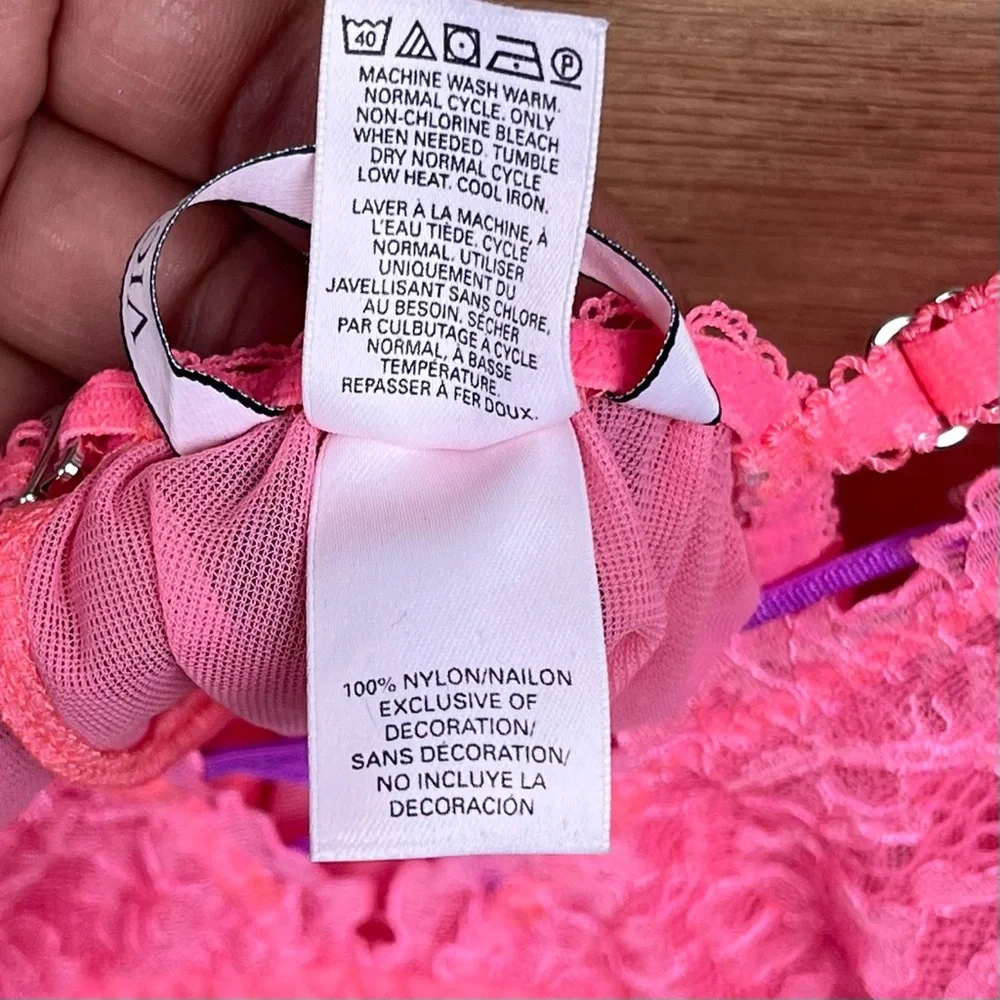 40
P
MACHINE WASH WARM.
NORMAL CYCLE. ONLY
NON-CHLORINE BLEACH
WHEN NEEDED. TUMBLE
DRY NORMAL CYCLE
LOW HEAT. COOL IRON.
LAVER À LA MACHINE, À
L'EAU TIÈDE, CYCLE
NORMAL. UTILISER
UNIQUEMENT DU
JAVELLISANT SANS CHLORE,
AU BESOIN. SÉCHER
PAR CULBUTAGE À CYCLE
NORMAL, À BASSE
TEMPÉRATURE.
REPASSER À FER DOUX.
VIS
100% NYLON/NAILON
EXCLUSIVE OF
DECORATION/
SANS DÉCORATION/
NO INCLUYE LA
DECORACIÓN